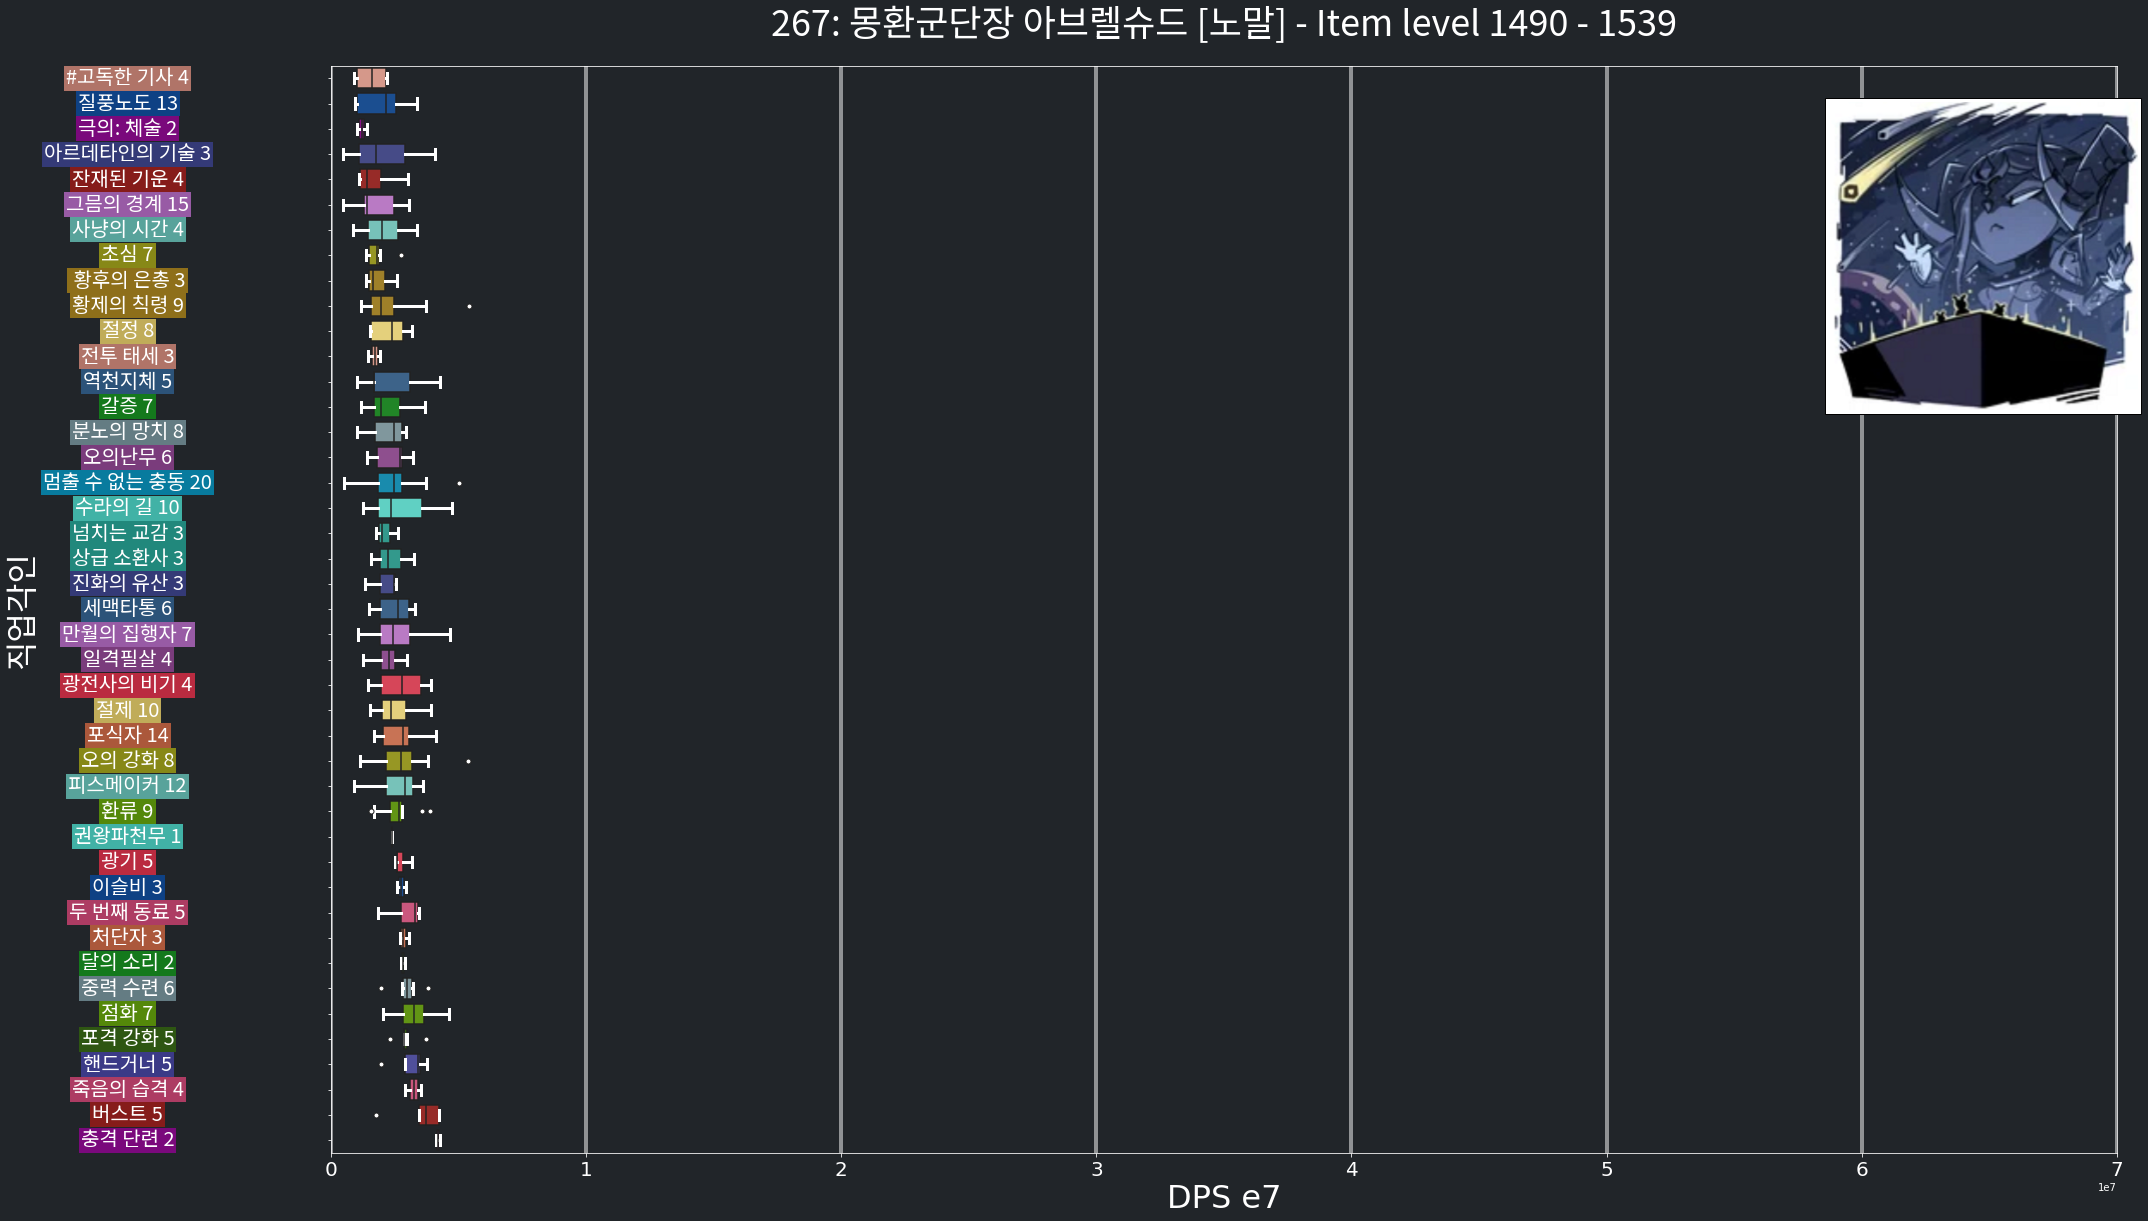 267: 몽환군단장 아브렐슈드 [노말] - Item level 1490 - 1539
#고독한 기사 4
질풍노도 13
극의: 체술 2
아르데타인의 기술 3
잔재된 기운 4
그믐의 경계 15
사냥의 시간 4
초심 7
황후의 은총 3
황제의 칙령 9
절정 8
전투 태세 3
역천지체 5
갈증 7
분노의 망치 8
오의난무 6
멈출 수 없는 충동 20
수라의 길 10
넘치는 교감 3
상급 소환사 3
진화의 유산 3
세맥타통 6
만월의 집행자 7
일격필살 4
광전사의 비기 4
절제 10
포식자 14
오의 강화 8
피스메이커 12
환류 9
권왕파천무 1
광기 5
이슬비 3
두 번째 동료 5
처단자 3
달의 소리 2
중력 수련 6
점화 7
포격 강화 5
핸드거너 5
죽음의 습격 4
버스트 5
충격 단련 2
직업각인
0 1 2 3 4 5 6 7
1e7
DPS e7